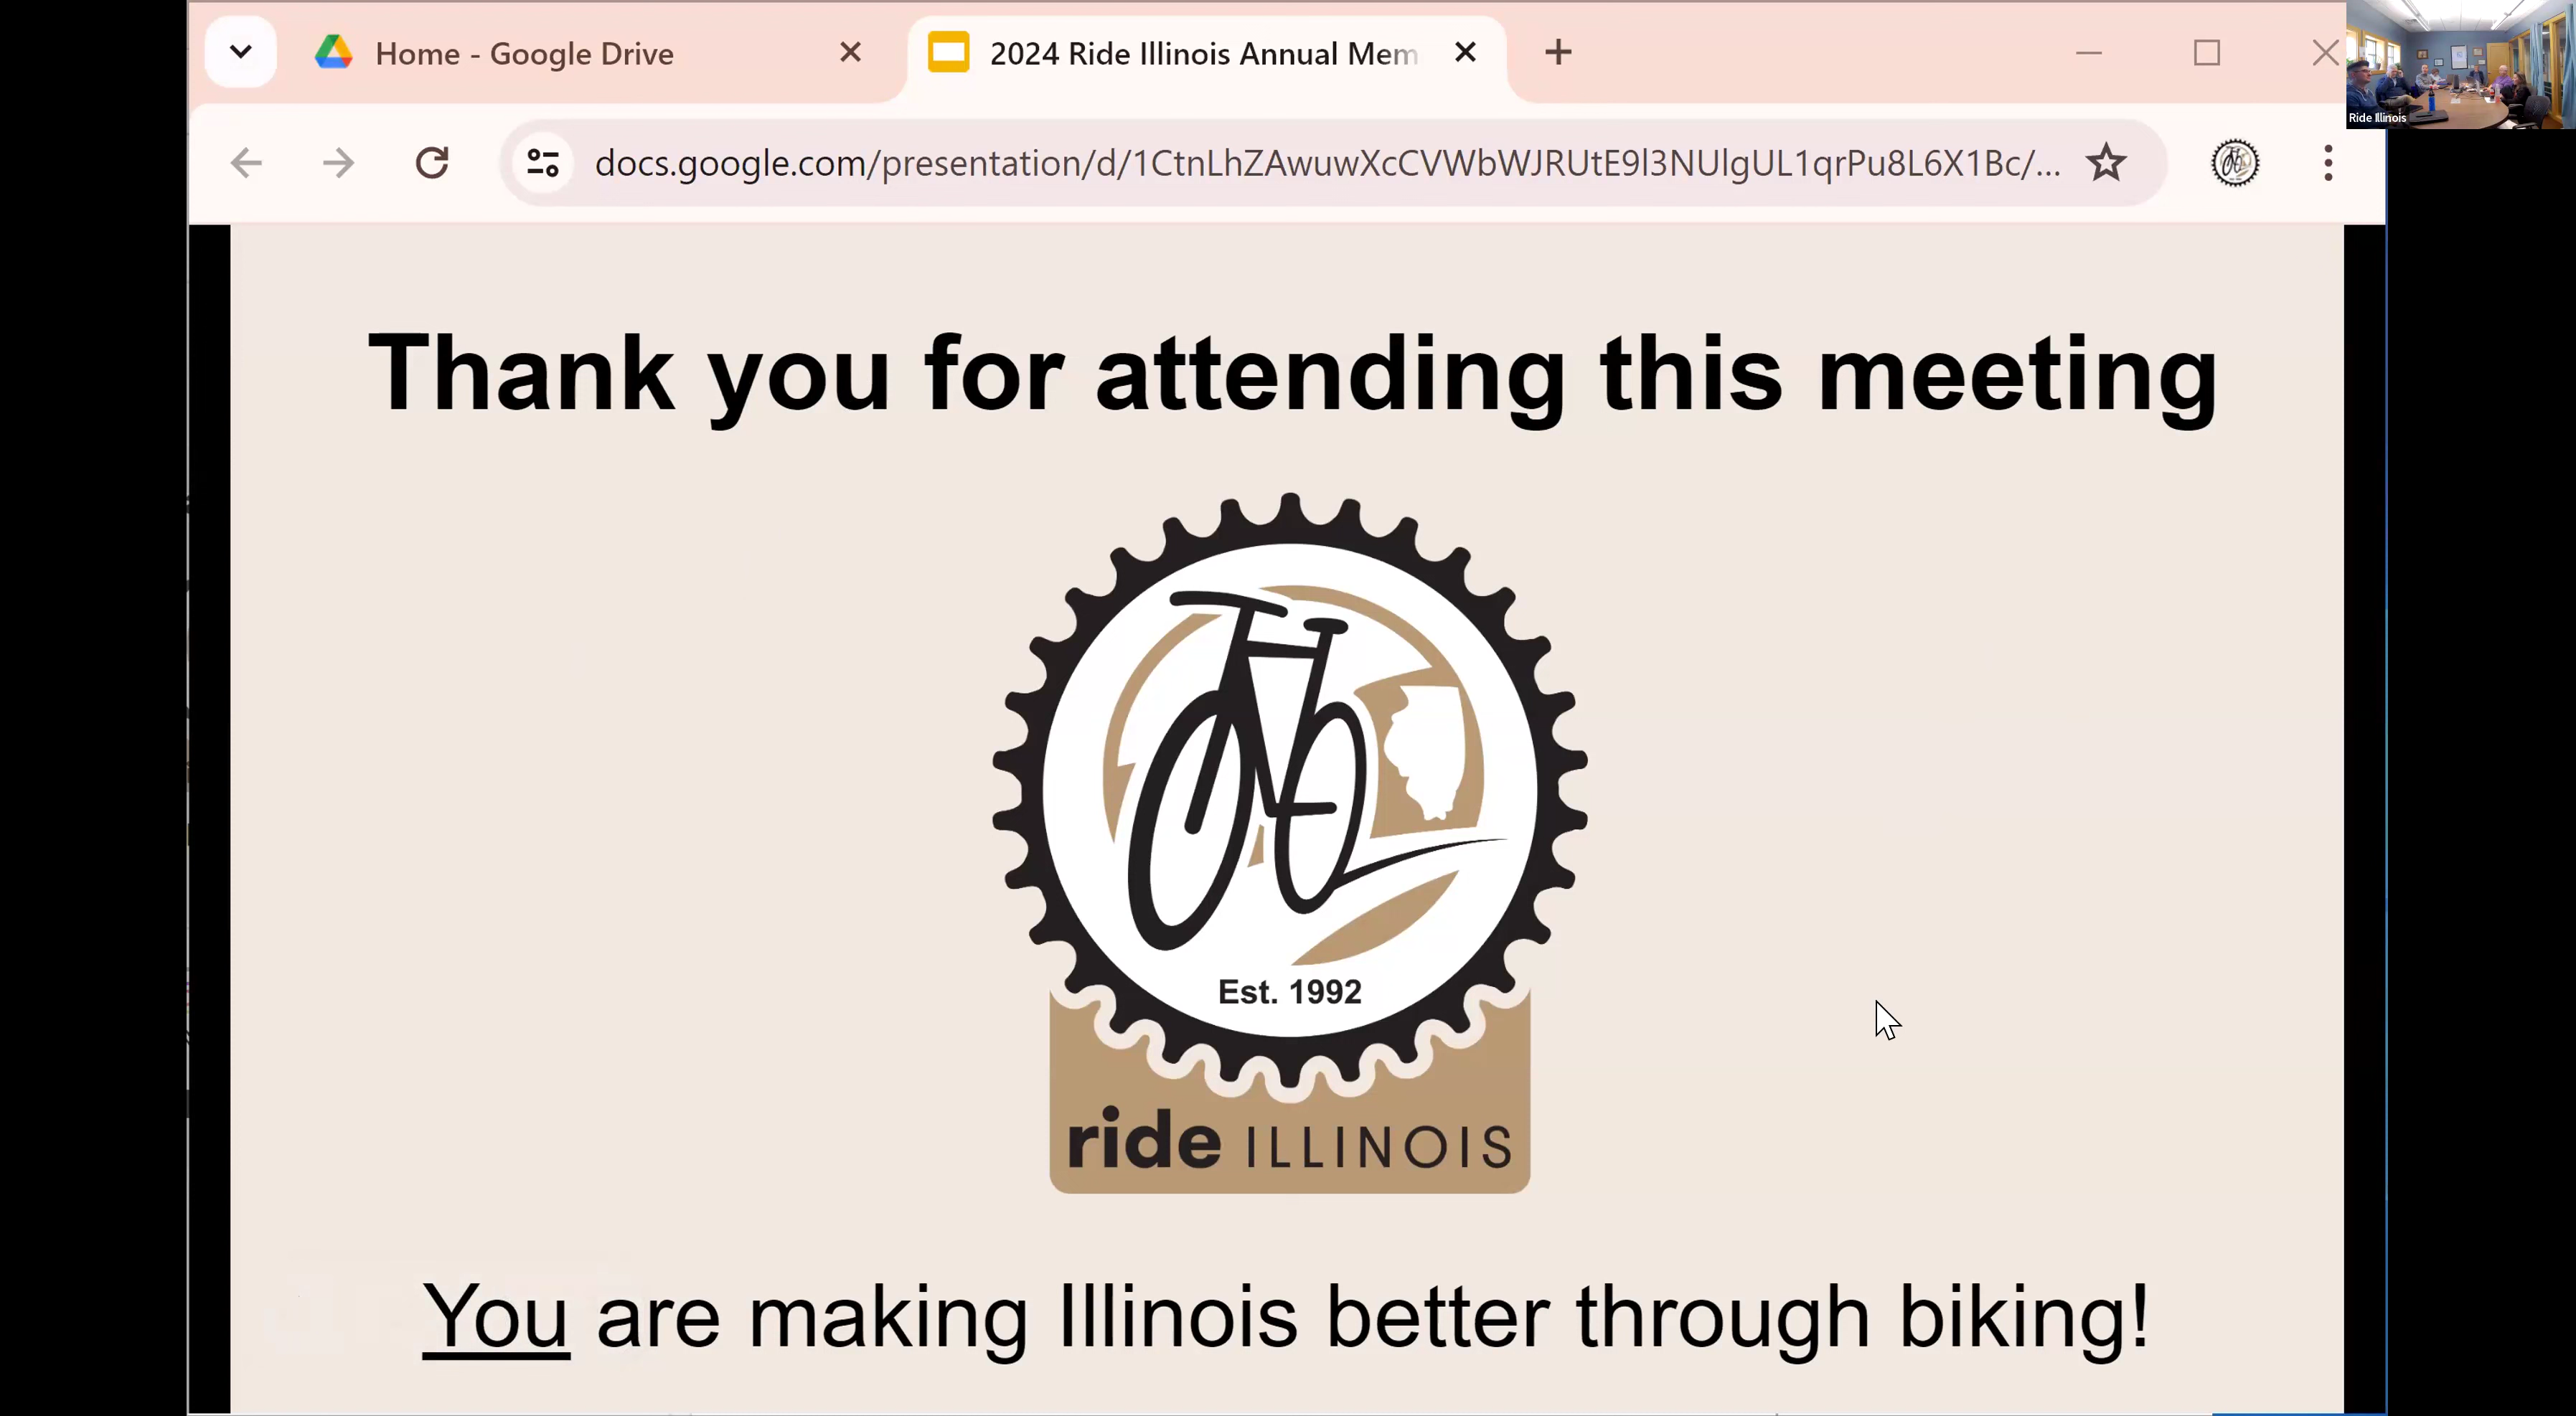 Home - Google Drive
2024 Ride Illinois Annual Mem
docs.google.com/presentation/d/1CtnLhZAwuwXcCVWbWJRUtE9l3NUlgUL1qrPu8L6X1Bc/...
Ride Illinois
Thank you for attending this meeting
Est. 1992
ride ILLINOIS
You are making Illinois better through biking!